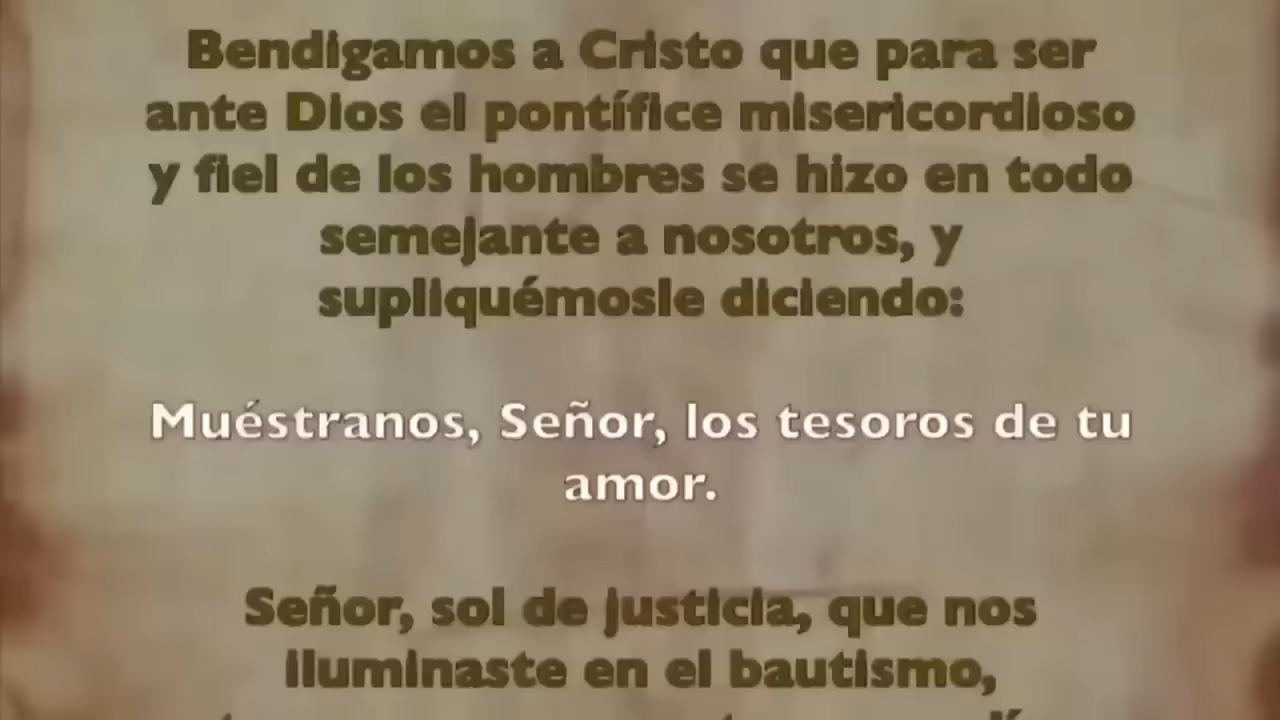 Bendigamos a Cristo que para ser
ante Dios el pontífice misericordioso
y fiel de los hombres se hizo en todo
semejante a nosotros, y
supliquémosle diciendo:
Muéstranos, Señor, los tesoros de tu
amor.
Señor, sol de justicia, que nos
iluminaste en el bautismo,